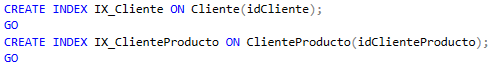 CREATE INDEX IX_Cliente ON Cliente(idCliente);
GO
CREATE INDEX IX_ClienteProducto ON ClienteProducto(idClienteProducto);
GO